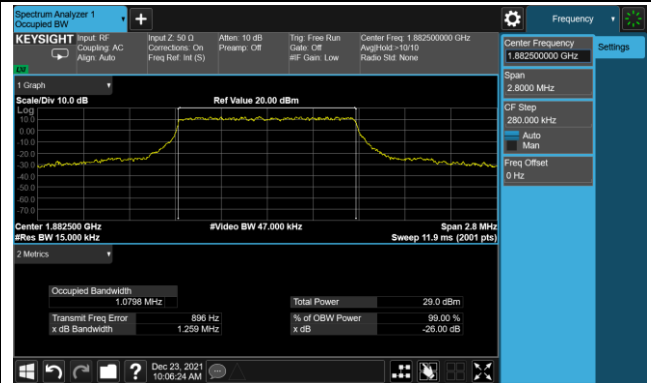 Spectrum Analyzer 1
Occupied BW
+
Frequency
KEYSIGHT
Input: RF
Coupling: AC
Align: Auto
Input Z: 50 Ω
Corrections: On
Freq Ref: Int (S)
Atten: 10 dB
Preamp: Off
Trig: Free Run
Gate: Off
#IF Gain: Low
Center Freq: 1.882500000 GHz
Avg|Hold:>10/10
Radio Std: None
LXI
Center Frequency
1.882500000 GHz
Settings
Span
2.8000 MHz
CF Step
280.000 kHz
Auto
Man
Freq Offset
0 Hz
1 Graph
Scale/Div 10.0 dB
Ref Value 20.00 dBm
Log
10.0
0.00
-10.0
-20.0
-30.0
-40.0
-50.0
-60.0
-70.0
Center 1.882500 GHz
#Video BW 47.000 kHz
Span 2.8 MHz
#Res BW 15.000 kHz
Sweep 11.9 ms (2001 pts)
2 Metrics
Occupied Bandwidth
1.0798 MHz
Total Power
29.0 dBm
Transmit Freq Error
896 Hz
% of OBW Power
99.00 %
x dB Bandwidth
1.259 MHz
x dB
-26.00 dB
?
Dec 23, 2021
10:06:24 AM